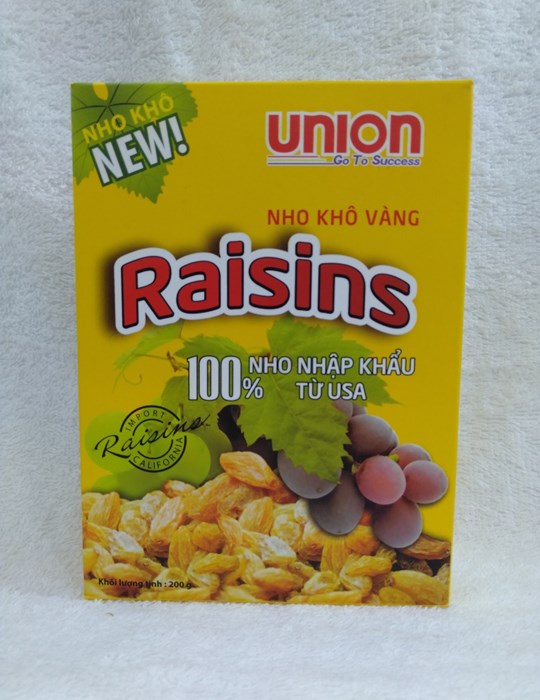 NHO KHÔ
NEW!
UNION
Go To Success
NHO KHÔ VÀNG
Raisins
100% NHO NHẬP KHẨU
TỪ USA
IMPORT
Raisins
CALIFORNIA
Khối lượng tịnh : 200 g